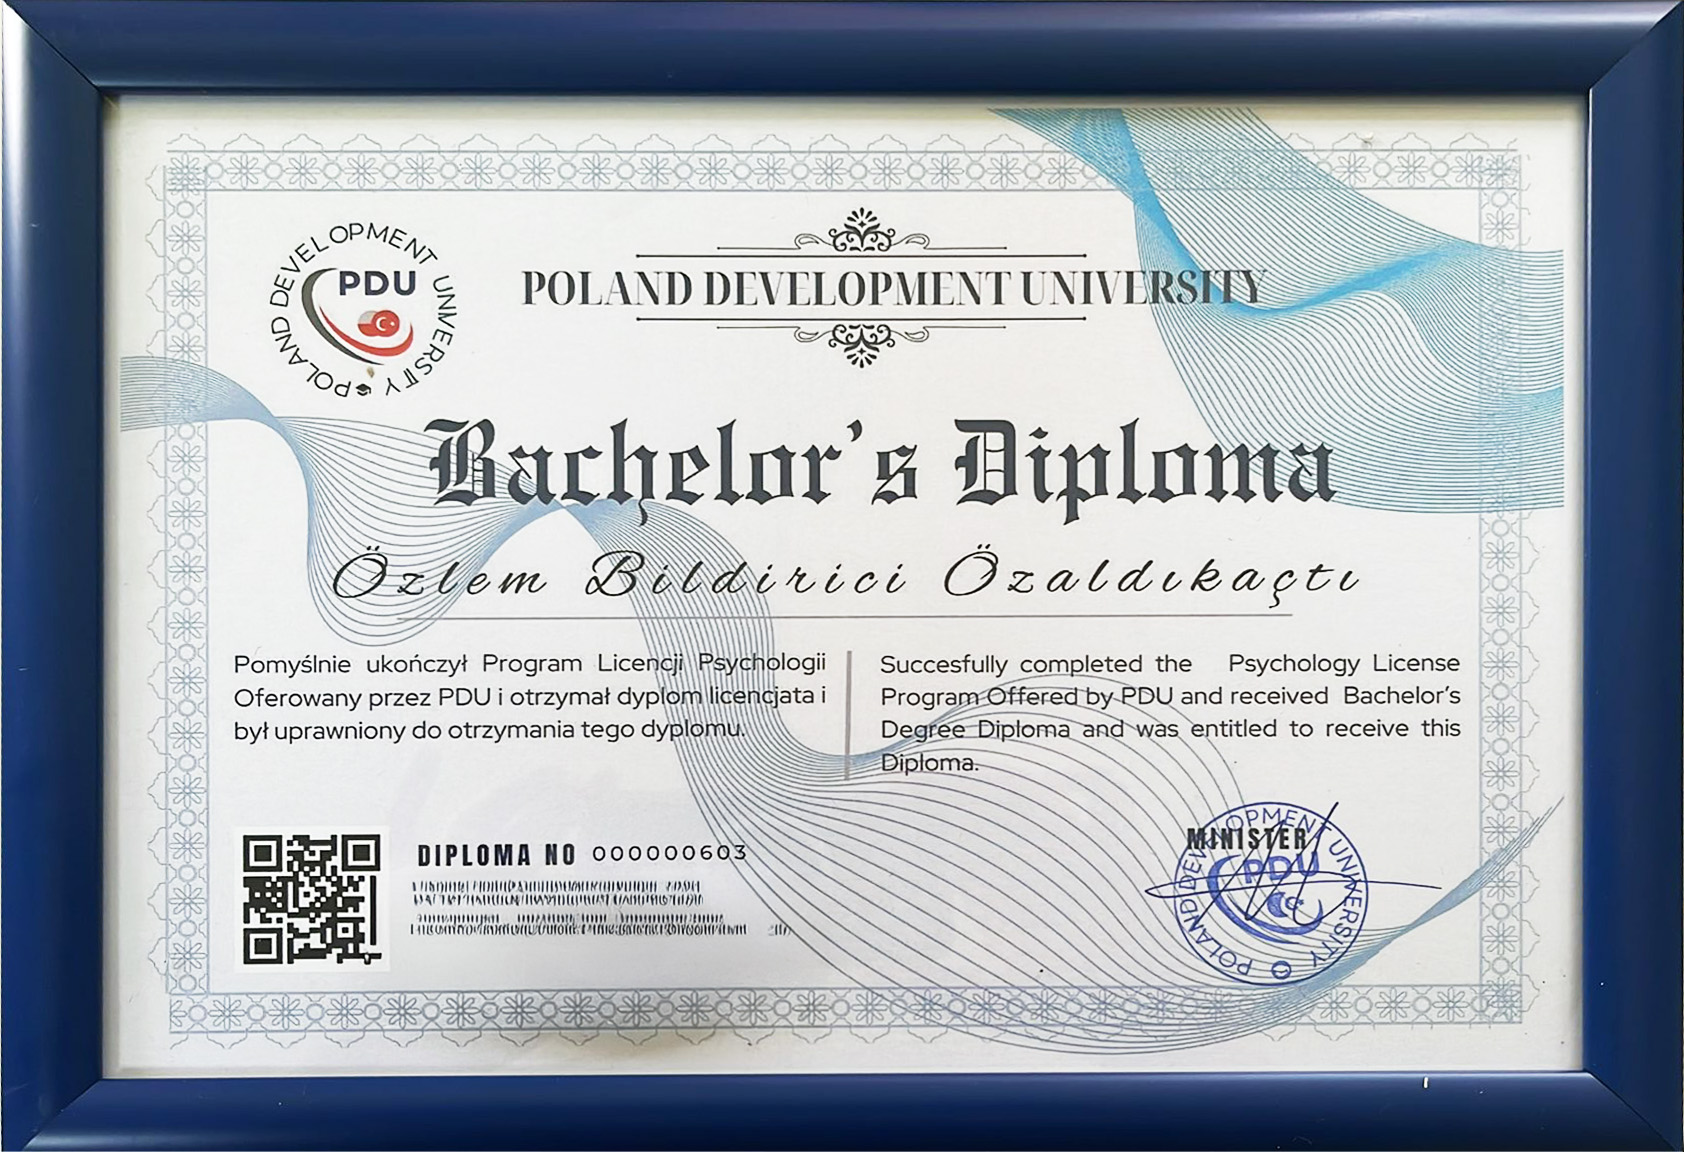 POLAND DEVELOPMENT UNIVERSITY
PDU
POLAND DEVELOPMENT UNIVERSITY
Bachelor's Diploma
Özlem Bildirici Özaldıkaçtı
Pomyślnie ukończył Program Licencji Psychologii
Oferowany przez PDU i otrzymał dyplom licencjata i
był uprawniony do otrzymania tego dyplomu.
Succesfully completed the Psychology License
Program Offered by PDU and received Bachelor's
Degree Diploma and was entitled to receive this
Diploma.
DIPLOMA NO 000000603
MINISTER
POLAND DEVELOPMENT UNIVERSITY
PDU